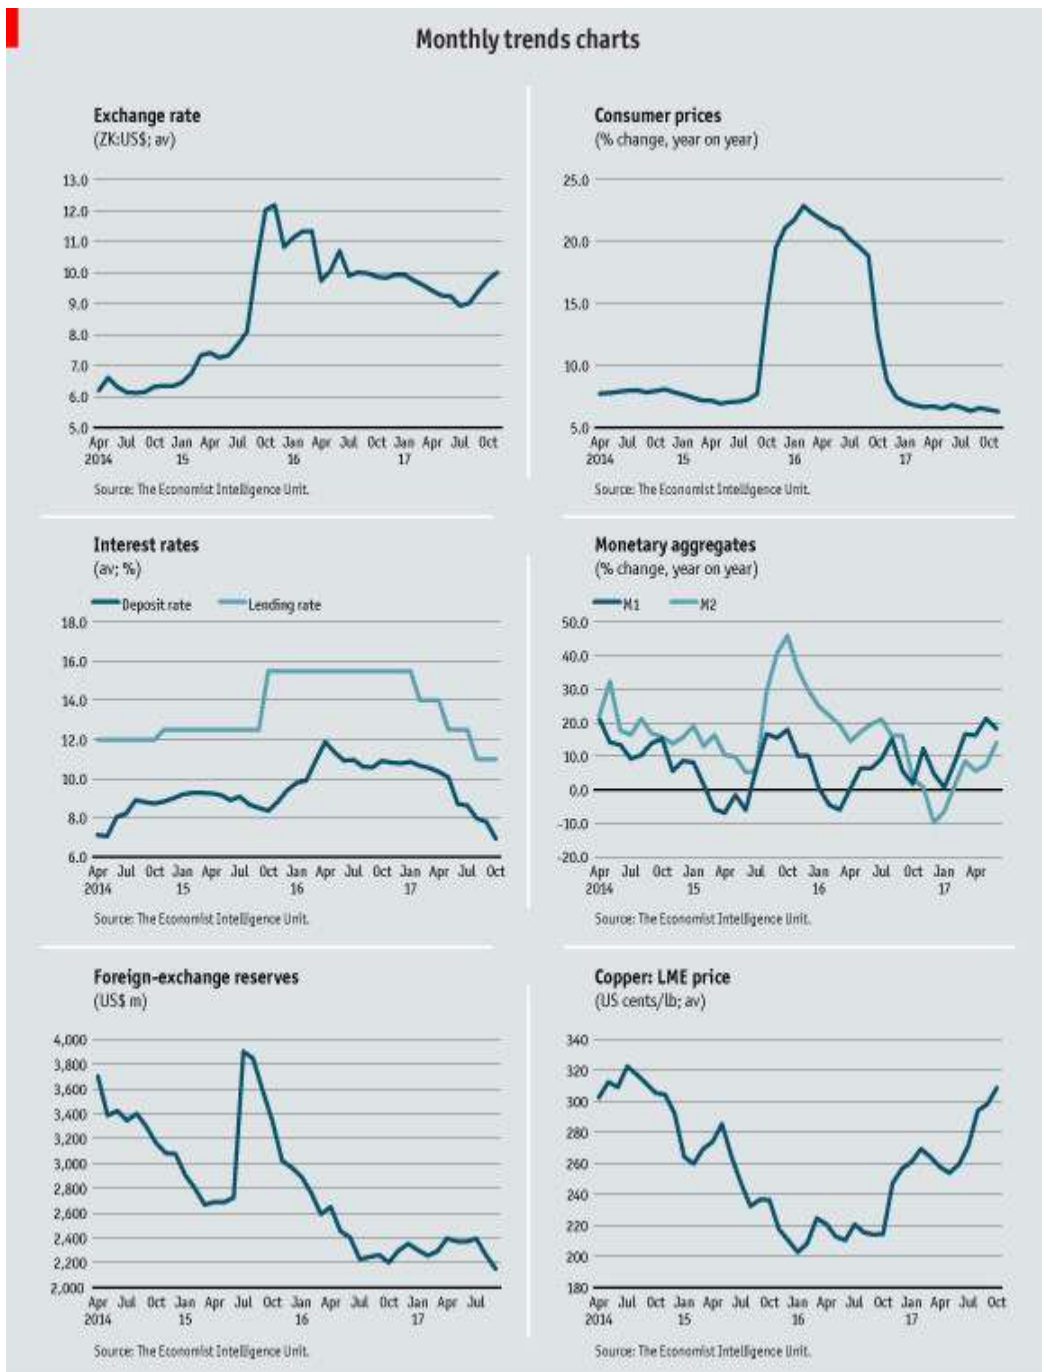 Monthly trends charts
Exchange rate
(ZK:US$; av)
13.0
12.0
11.0
10.0
9.0
8.0
7.0
6.0
5.0
Apr Jul Oct Jan Apr Jul Oct Jan Apr Jul Oct Jan Apr Jul Oct
2014 15 16 17
Source: The Economist Intelligence Unit.
Consumer prices
(% change, year on year)
25.0
20.0
15.0
10.0
5.0
Apr Jul Oct Jan Apr Jul Oct Jan Apr Jul Oct Jan Apr Jul Oct
2014 15 16 17
Source: The Economist Intelligence Unit.
Interest rates
(av; %)
Deposit rate Lending rate
18.0
16.0
14.0
12.0
10.0
8.0
6.0
Apr Jul Oct Jan Apr Jul Oct Jan Apr Jul Oct Jan Apr Jul Oct
2014 15 16 17
Source: The Economist Intelligence Unit.
Monetary aggregates
(% change, year on year)
M1 M2
50.0
40.0
30.0
20.0
10.0
0.0
-10.0
-20.0
Apr Jul Oct Jan Apr Jul Oct Jan Apr Jul Oct Jan Apr
2014 15 16 17
Source: The Economist Intelligence Unit.
Foreign-exchange reserves
(US$ m)
4,000
3,800
3,600
3,400
3,200
3,000
2,800
2,600
2,400
2,200
2,000
Apr Jul Oct Jan Apr Jul Oct Jan Apr Jul Oct Jan Apr Jul
2014 15 16 17
Source: The Economist Intelligence Unit.
Copper: LME price
(US cents/lb; av)
340
320
300
280
260
240
220
200
180
Apr Jul Oct Jan Apr Jul Oct Jan Apr Jul Oct Jan Apr Jul Oct
2014 15 16 17
Source: The Economist Intelligence Unit.